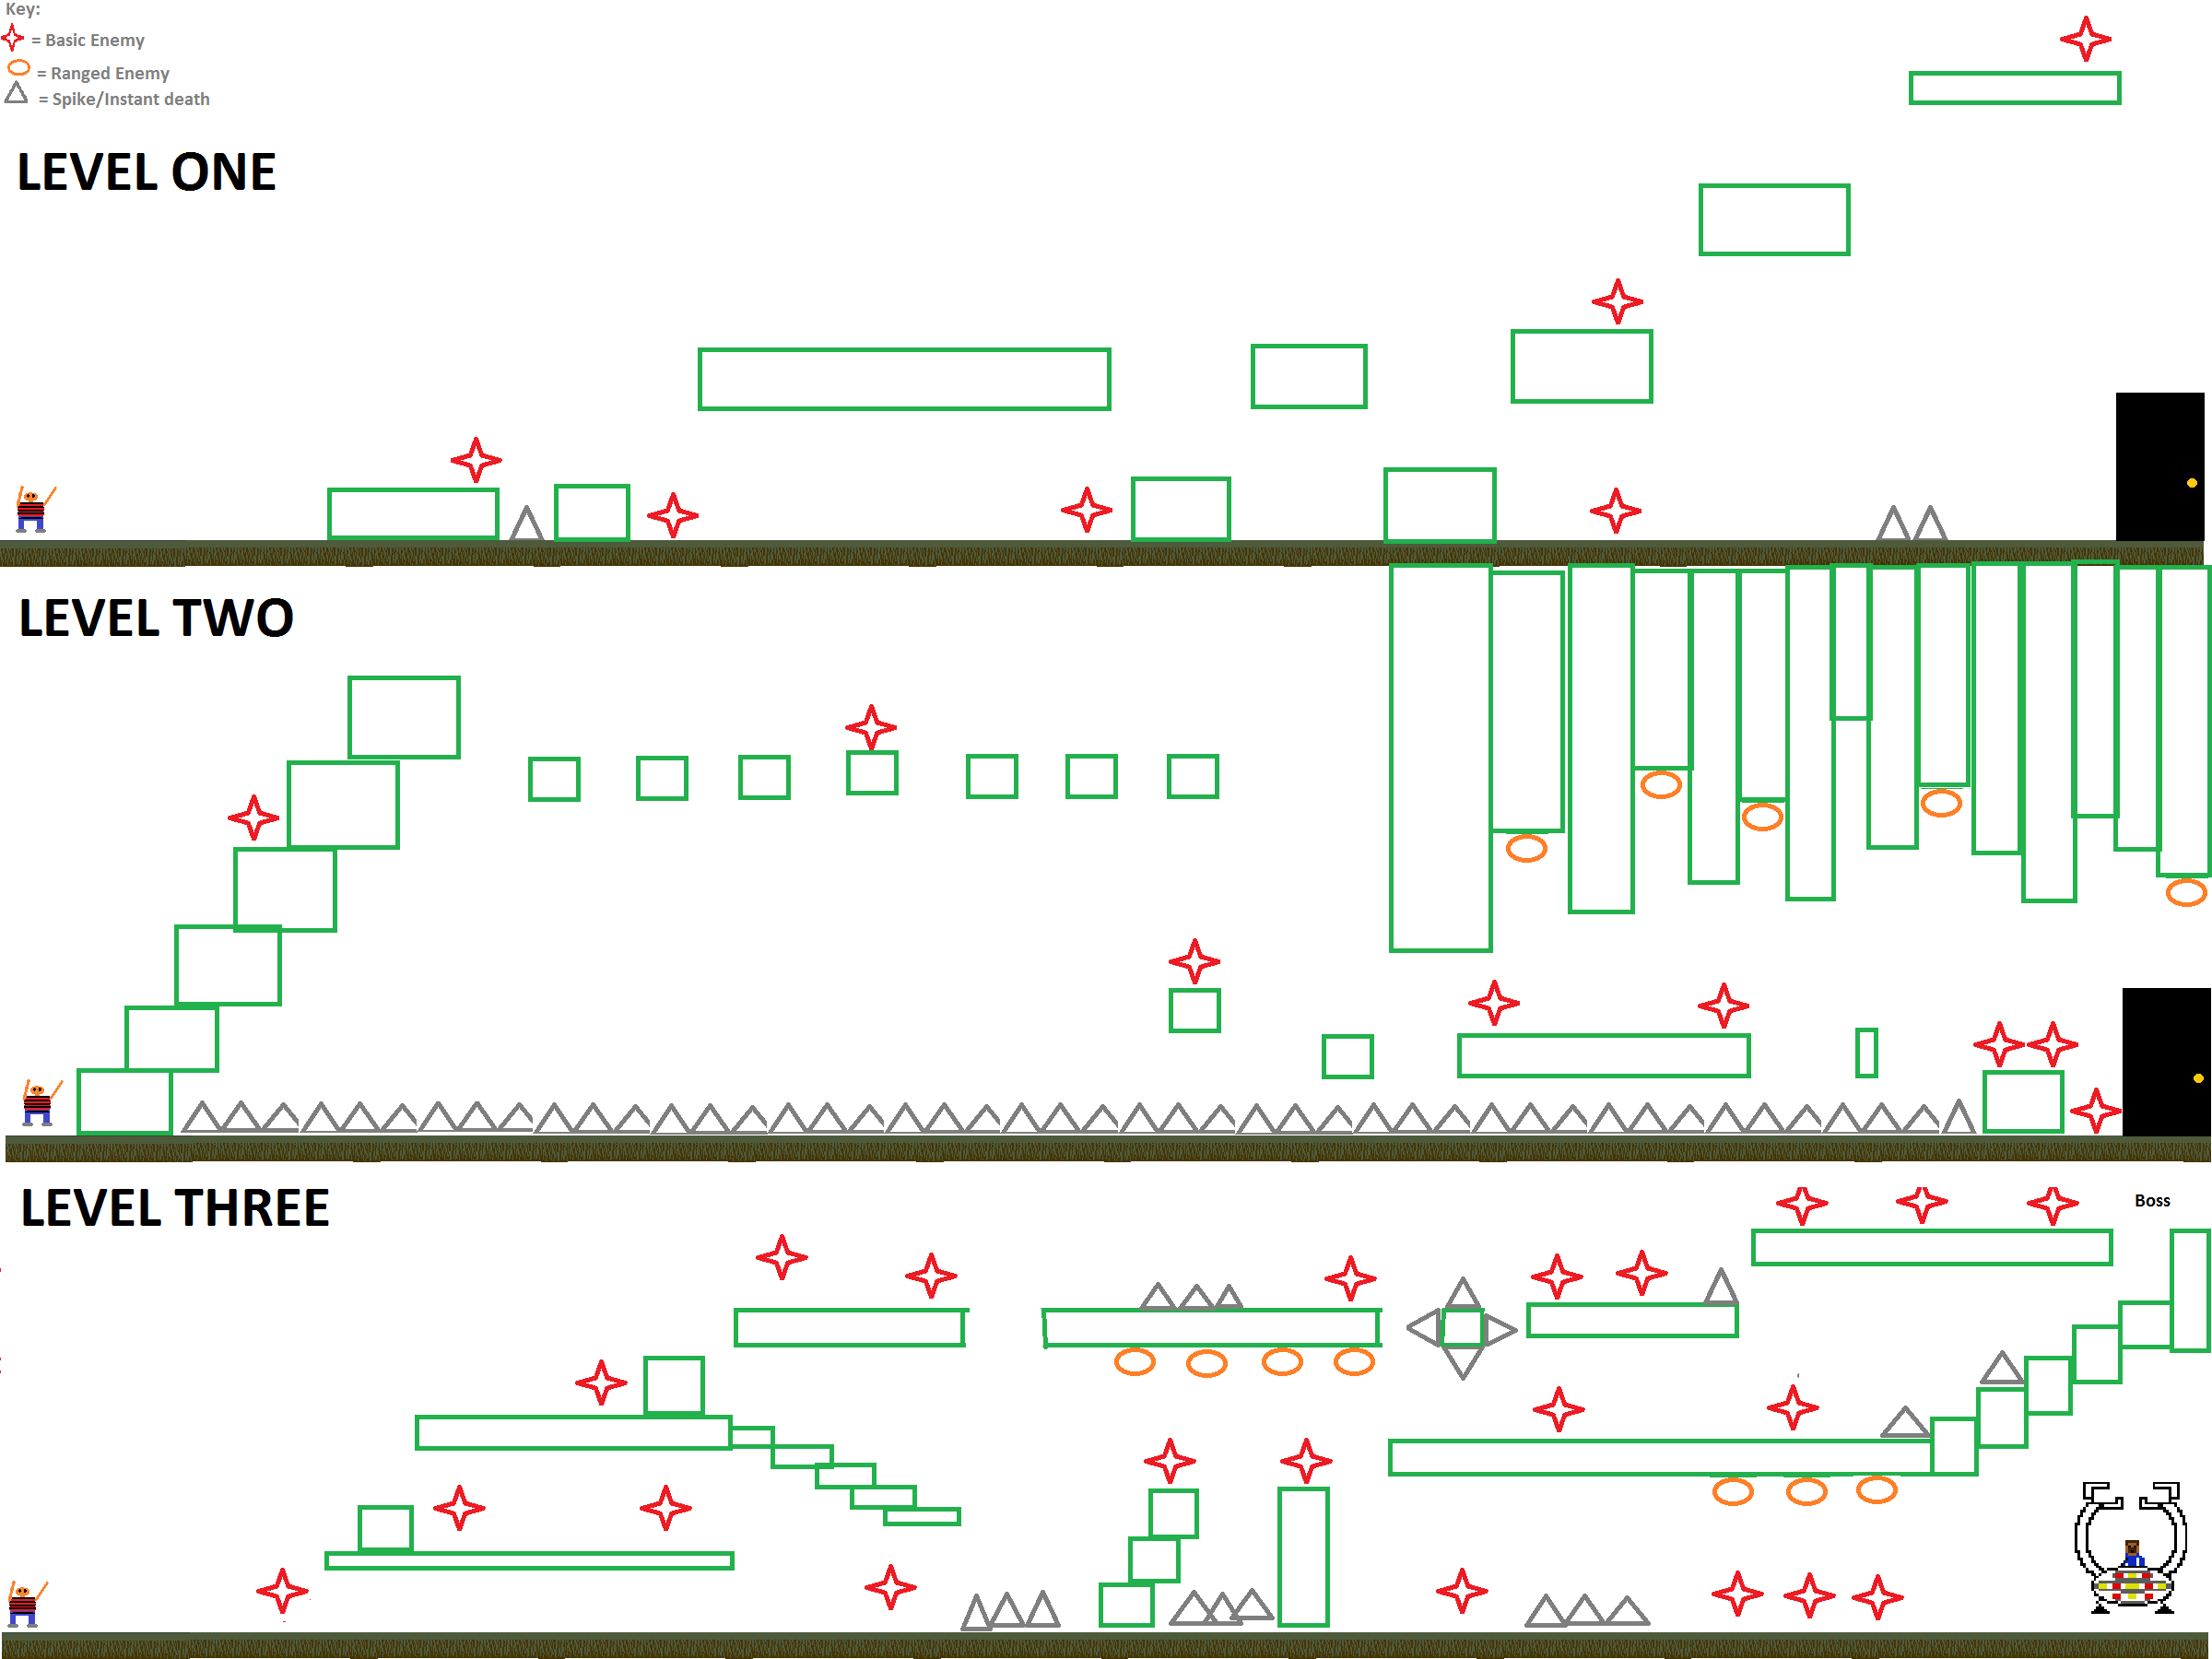 Key:
= Basic Enemy
= Ranged Enemy
= Spike/Instant death
LEVEL ONE
LEVEL TWO
LEVEL THREE
Boss